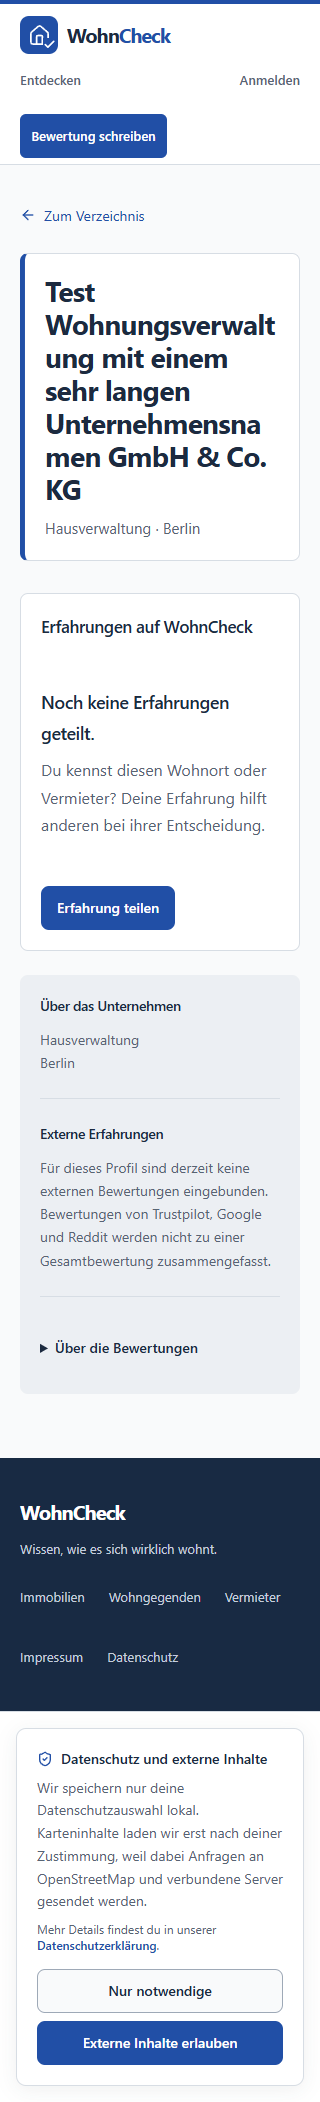 WohnCheck
Entdecken
Anmelden
Bewertung schreiben
Zum Verzeichnis
Test
Wohnungsverwalt
ung mit einem
sehr langen
Unternehmensna
men GmbH & Co.
KG
Hausverwaltung · Berlin
Erfahrungen auf WohnCheck
Noch keine Erfahrungen
geteilt.
Du kennst diesen Wohnort oder
Vermieter? Deine Erfahrung hilft
anderen bei ihrer Entscheidung.
Erfahrung teilen
Über das Unternehmen
Hausverwaltung
Berlin
Externe Erfahrungen
Für dieses Profil sind derzeit keine
externen Bewertungen eingebunden.
Bewertungen von Trustpilot, Google
und Reddit werden nicht zu einer
Gesamtbewertung zusammengefasst.
Über die Bewertungen
WohnCheck
Wissen, wie es sich wirklich wohnt.
Immobilien Wohngegenden Vermieter
Impressum Datenschutz
Datenschutz und externe Inhalte
Wir speichern nur deine
Datenschutzauswahl lokal.
Karteninhalte laden wir erst nach deiner
Zustimmung, weil dabei Anfragen an
OpenStreetMap und verbundene Server
gesendet werden.
Mehr Details findest du in unserer
Datenschutzerklärung.
Nur notwendige
Externe Inhalte erlauben